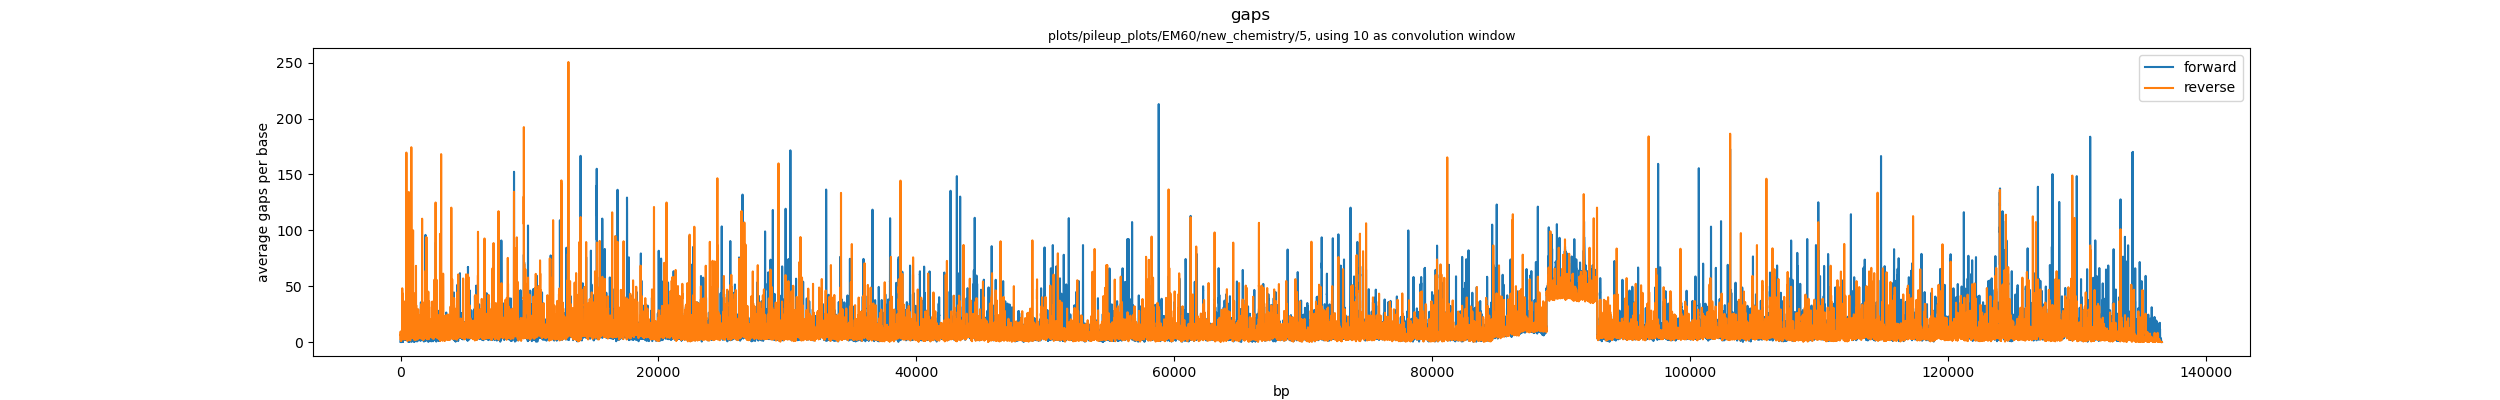 gaps
plots/pileup_plots/EM60/new_chemistry/5, using 10 as convolution window
250
200
150
100
50
0
average gaps per base
forward
reverse
0 20000 40000 60000 80000 100000 120000 140000
bp